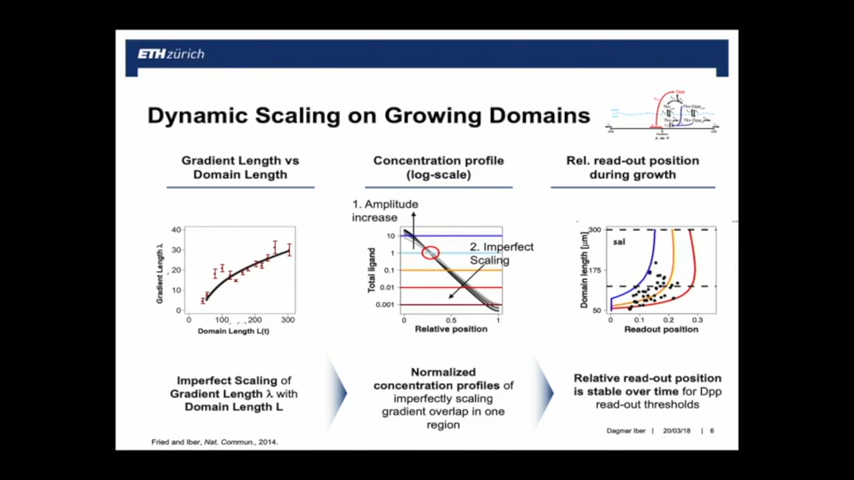 ETH zürich
Dynamic Scaling on Growing Domains
Gradient Length vs
Domain Length
Concentration profile
(log-scale)
Rel. read-out position
during growth
1. Amplitude
increase
2. Imperfect
Scaling
Gradient Length λ
40
30
20
10
0
0
100
200
300
Domain Length L(t)
Total ligand
10
1
0.1
0.01
0.001
0
0.5
1
Relative position
Domain length [µm]
300
175
50
sal
0
0.1
0.2
0.3
Readout position
Imperfect Scaling of
Gradient Length λ with
Domain Length L
Normalized
concentration profiles of
imperfectly scaling
gradient overlap in one
region
Relative read-out position
is stable over time for Dpp
read-out thresholds
Fried and Iber, Nat. Commun., 2014.
Dagmar Iber | 20/03/18 | 6